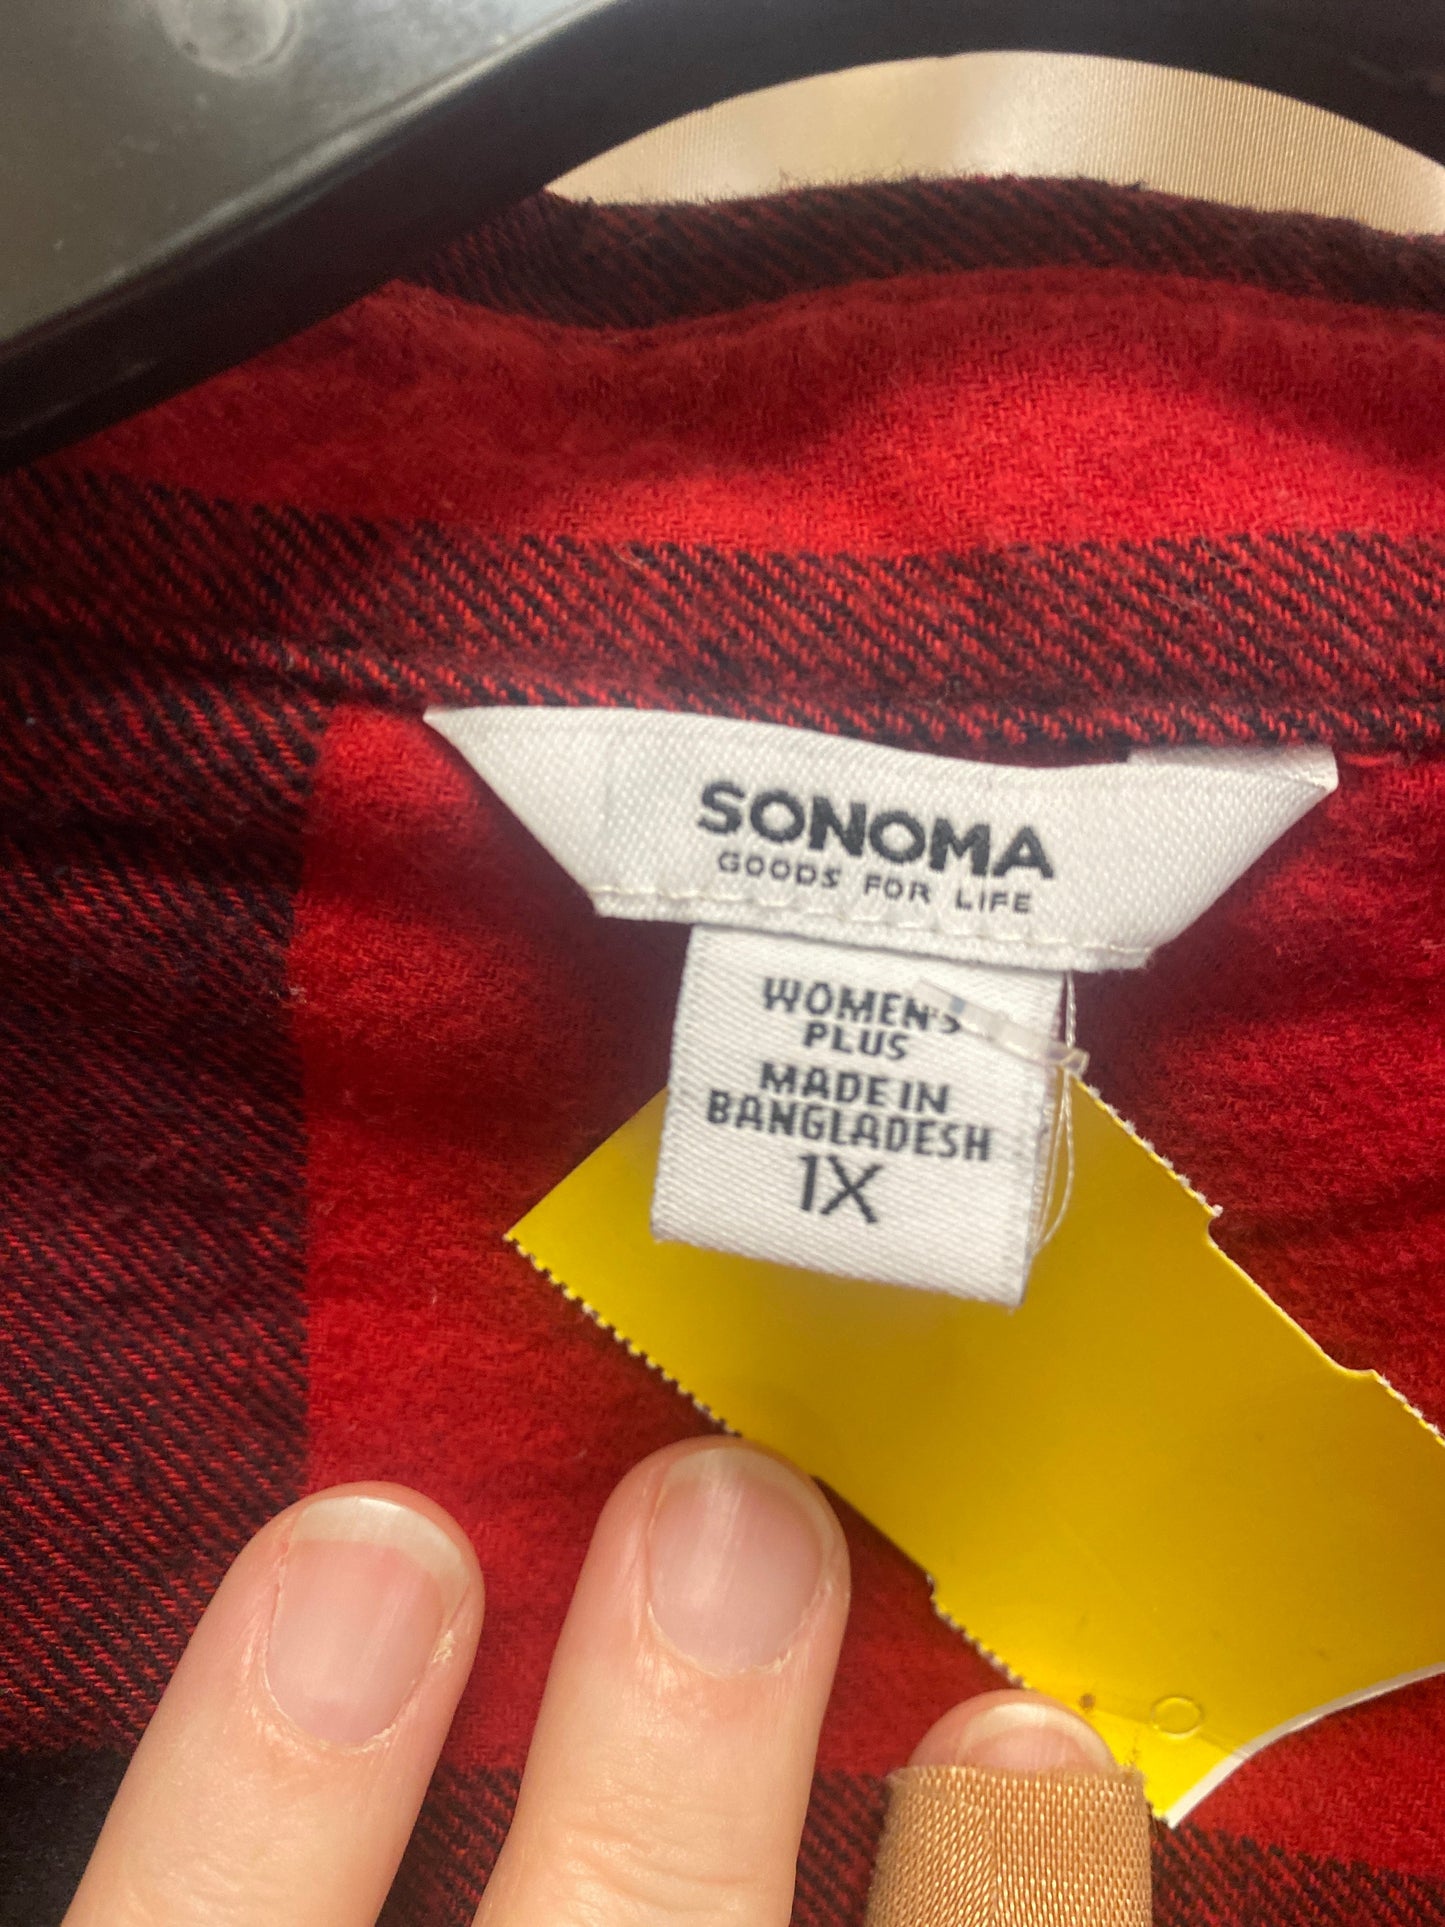 SONOMA
GOODS FOR LIFE
WOMEN'S
PLUS
MADE IN
BANGLADESH
1X